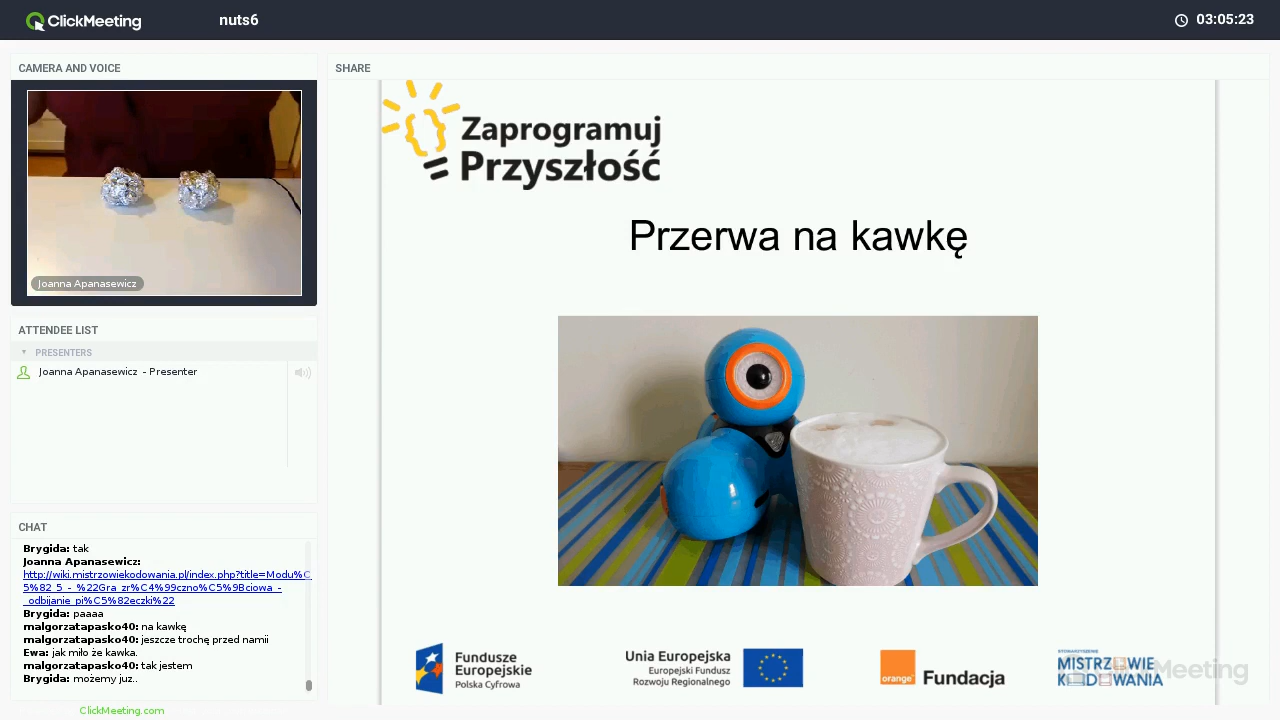 ClickMeeting
nuts6
03:05:23
CAMERA AND VOICE
Joanna Apanasewicz
ATTENDEE LIST
PRESENTERS
Joanna Apanasewicz - Presenter
CHAT
Brygida: tak
Joanna Apanasewicz:
http://wiki.mistrzowiekodowania.pl/index.php?title=Modu%C
5%82_5_-_%22Gra_zr%C4%99czno%C5%9Bciowa_-
_odbijanie_pi%C5%82eczki%22
Brygida: paaaa
malgorzatapasko40: na kawkę
malgorzatapasko40: jeszcze trochę przed namii
Ewa: jak miło że kawka.
malgorzatapasko40: tak jestem
Brygida: możemy juz..
ClickMeeting.com
SHARE
Zaprogramuj
Przyszłość
Przerwa na kawkę
Fundusze
Europejskie
Polska Cyfrowa
Unia Europejska
Europejski Fundusz
Rozwoju Regionalnego
orange™
Fundacja
STOWARZYSZENIE
MISTRZOWIE
KODOWANIA
ClickMeeting